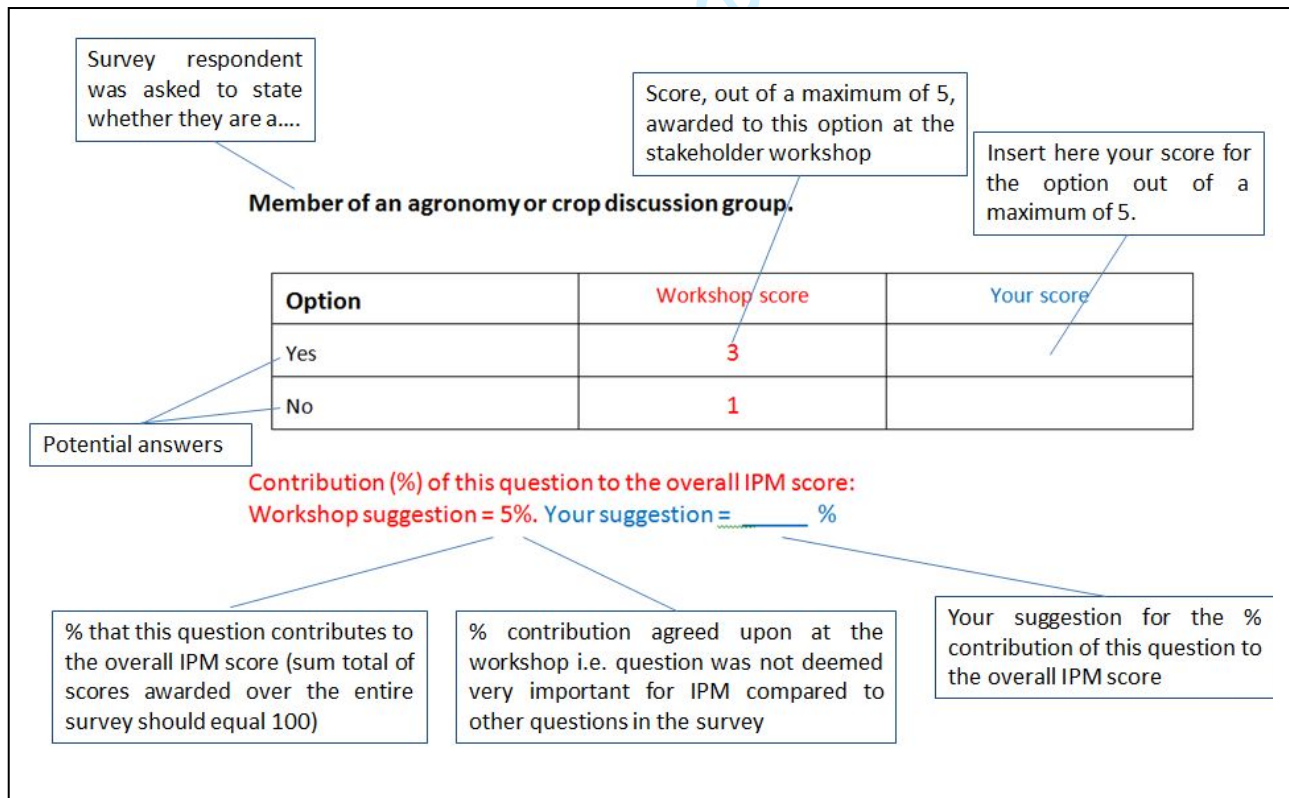 Survey respondent
was asked to state
whether they are a....
Score, out of a maximum of 5,
awarded to this option at the
stakeholder workshop
Insert here your score for
the option out of a
maximum of 5.
Member of an agronomy or crop discussion group.
Option Workshop score Your score
Yes 3
No 1
Potential answers
Contribution (%) of this question to the overall IPM score:
Workshop suggestion = 5%. Your suggestion = ______ %
% that this question contributes to
the overall IPM score (sum total of
scores awarded over the entire
survey should equal 100)
% contribution agreed upon at the
workshop i.e. question was not deemed
very important for IPM compared to
other questions in the survey
Your suggestion for the %
contribution of this question to
the overall IPM score